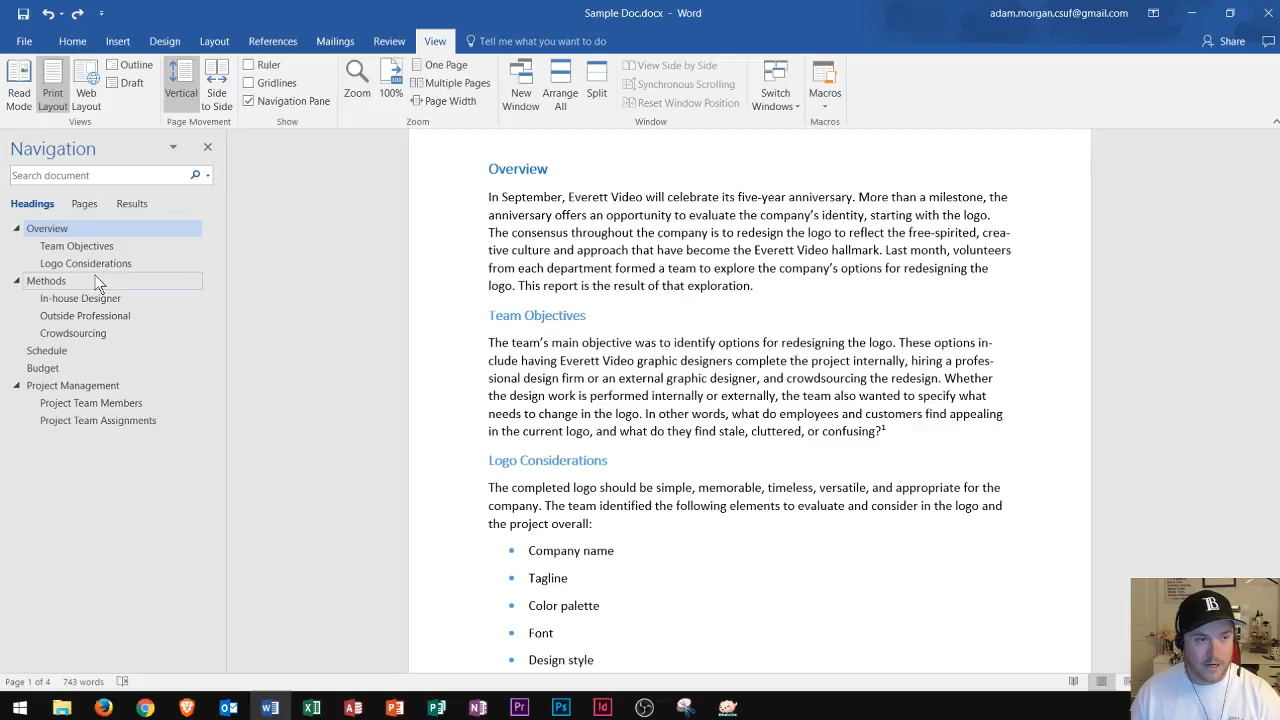 Sample Doc.docx - Word
adam.morgan.csuf@gmail.com
File Home Insert Design Layout References Mailings Review View Tell me what you want to do Share
Read Mode
Print Layout
Web Layout
Outline
Draft
Views
Vertical
Side to Side
Page Movement
Ruler
Gridlines
Navigation Pane
Show
Zoom
100
100%
One Page
Multiple Pages
Page Width
Zoom
New Window
Arrange All
Split
View Side by Side
Synchronous Scrolling
Reset Window Position
Switch Windows
Window
Macros
Macros
Navigation
Search document
Headings Pages Results
Overview
Team Objectives
Logo Considerations
Methods
In-house Designer
Outside Professional
Crowdsourcing
Schedule
Budget
Project Management
Project Team Members
Project Team Assignments
Overview
In September, Everett Video will celebrate its five-year anniversary. More than a milestone, the
anniversary offers an opportunity to evaluate the company’s identity, starting with the logo.
The consensus throughout the company is to redesign the logo to reflect the free-spirited, crea-
tive culture and approach that have become the Everett Video hallmark. Last month, volunteers
from each department formed a team to explore the company’s options for redesigning the
logo. This report is the result of that exploration.
Team Objectives
The team’s main objective was to identify options for redesigning the logo. These options in-
clude having Everett Video graphic designers complete the project internally, hiring a profes-
sional design firm or an external graphic designer, and crowdsourcing the redesign. Whether
the design work is performed internally or externally, the team also wanted to specify what
needs to change in the logo. In other words, what do employees and customers find appealing
in the current logo, and what do they find stale, cluttered, or confusing?¹
Logo Considerations
The completed logo should be simple, memorable, timeless, versatile, and appropriate for the
company. The team identified the following elements to evaluate and consider in the logo and
the project overall:
• Company name
• Tagline
• Color palette
• Font
• Design style
B
Page 1 of 4 743 words
Pr Ps Id